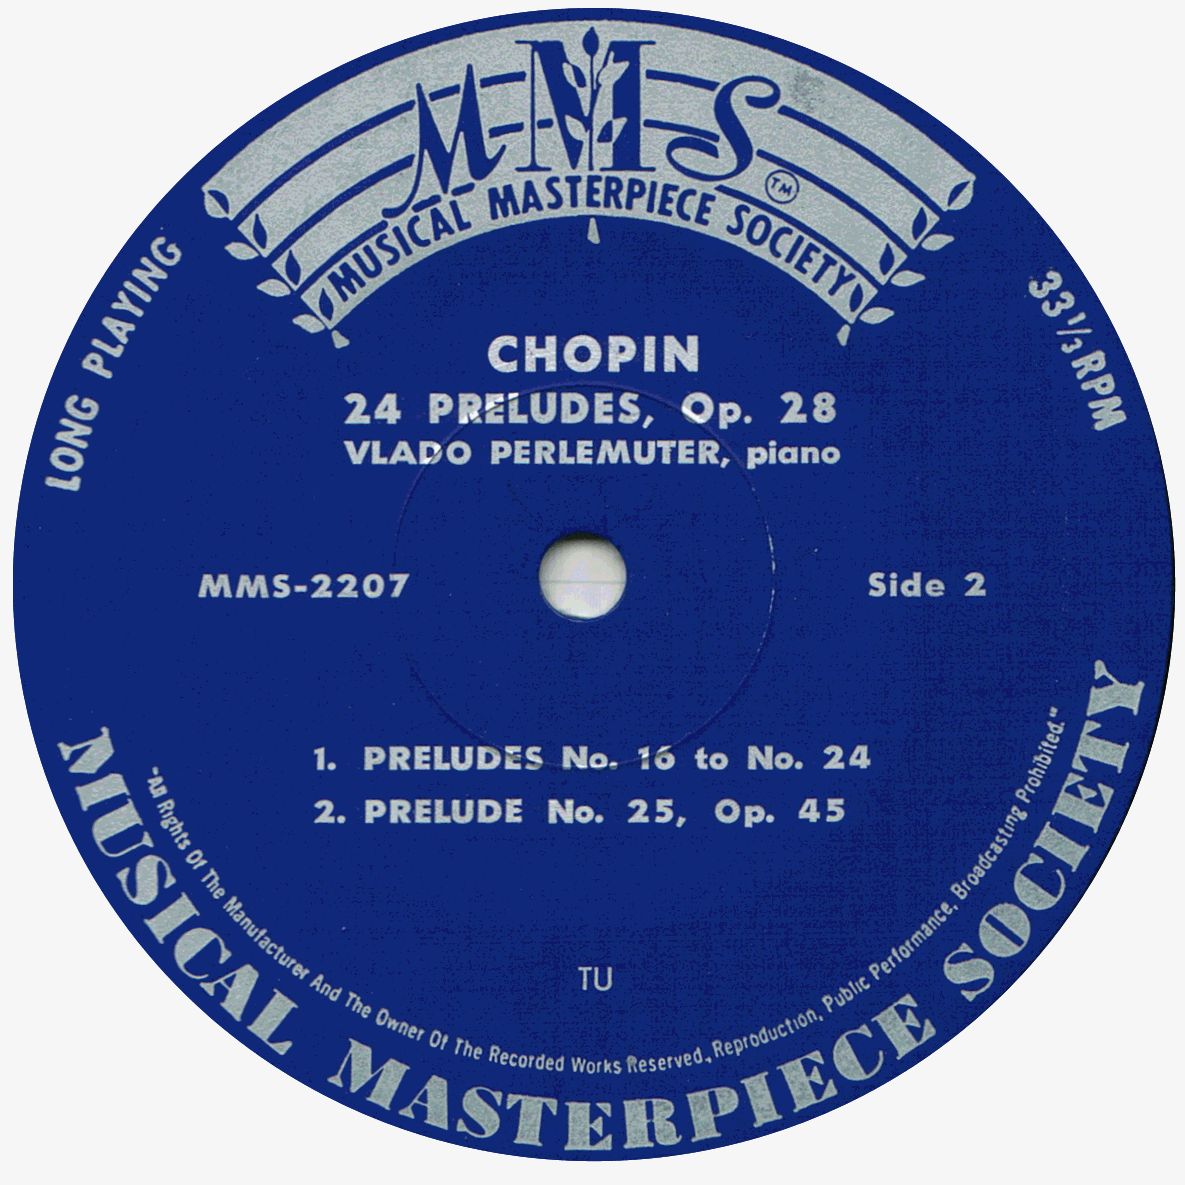 MMS
TM
MUSICAL MASTERPIECE SOCIETY
LONG PLAYING
33 1/3 RPM
CHOPIN
24 PRELUDES, Op. 28
VLADO PERLEMUTER, piano
MMS-2207
Side 2
1. PRELUDES No. 16 to No. 24
2. PRELUDE No. 25, Op. 45
TU
"All Rights Of The Manufacturer And The Owner Of The Recorded Works Reserved. Reproduction, Public Performance, Broadcasting Prohibited."
MUSICAL MASTERPIECE SOCIETY